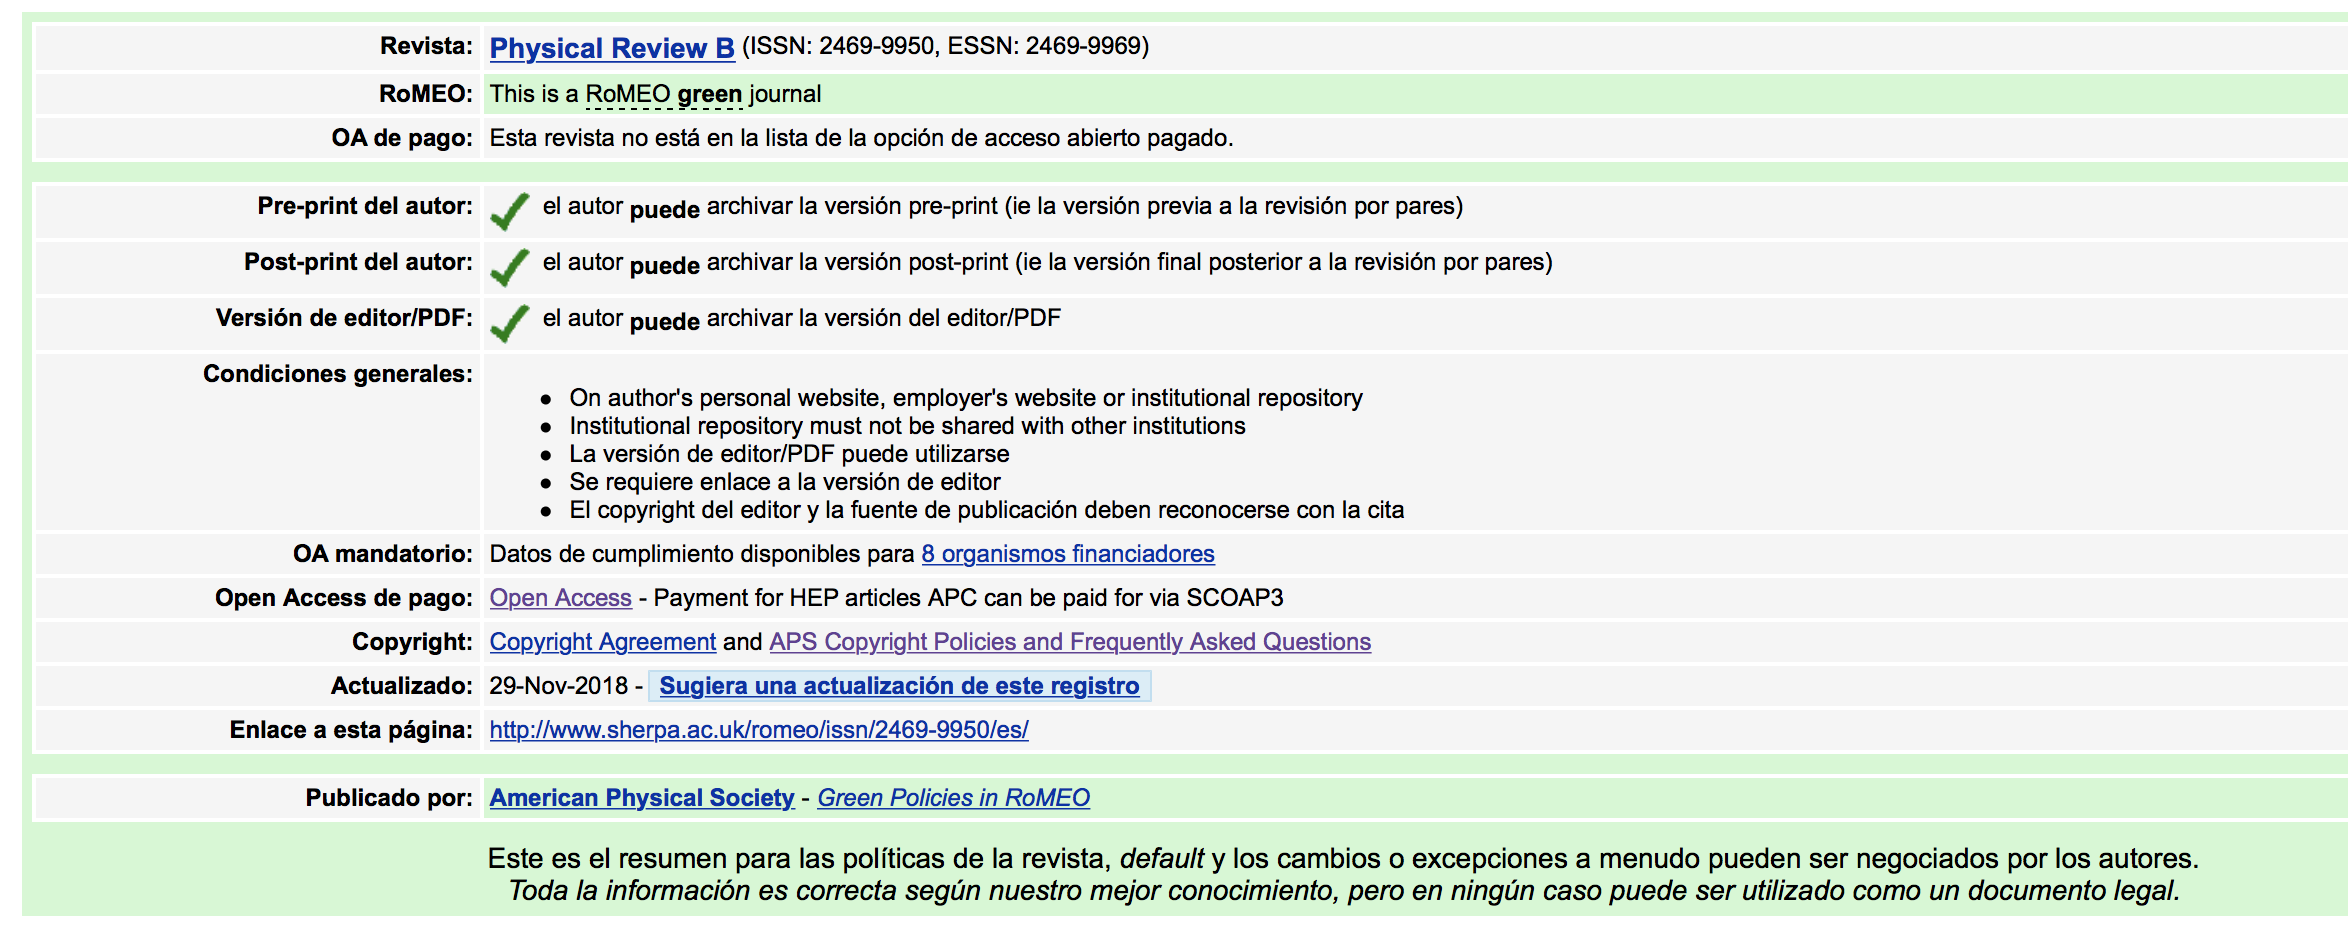 Revista: Physical Review B (ISSN: 2469-9950, ESSN: 2469-9969)
RoMEO: This is a RoMEO green journal
OA de pago: Esta revista no está en la lista de la opción de acceso abierto pagado.
Pre-print del autor: el autor puede archivar la versión pre-print (ie la versión previa a la revisión por pares)
Post-print del autor: el autor puede archivar la versión post-print (ie la versión final posterior a la revisión por pares)
Versión de editor/PDF: el autor puede archivar la versión del editor/PDF
Condiciones generales:
• On author's personal website, employer's website or institutional repository
• Institutional repository must not be shared with other institutions
• La versión de editor/PDF puede utilizarse
• Se requiere enlace a la versión de editor
• El copyright del editor y la fuente de publicación deben reconocerse con la cita
OA mandatorio: Datos de cumplimiento disponibles para 8 organismos financiadores
Open Access de pago: Open Access - Payment for HEP articles APC can be paid for via SCOAP3
Copyright: Copyright Agreement and APS Copyright Policies and Frequently Asked Questions
Actualizado: 29-Nov-2018 - Sugiera una actualización de este registro
Enlace a esta página: http://www.sherpa.ac.uk/romeo/issn/2469-9950/es/
Publicado por: American Physical Society - Green Policies in RoMEO
Este es el resumen para las políticas de la revista, default y los cambios o excepciones a menudo pueden ser negociados por los autores.
Toda la información es correcta según nuestro mejor conocimiento, pero en ningún caso puede ser utilizado como un documento legal.